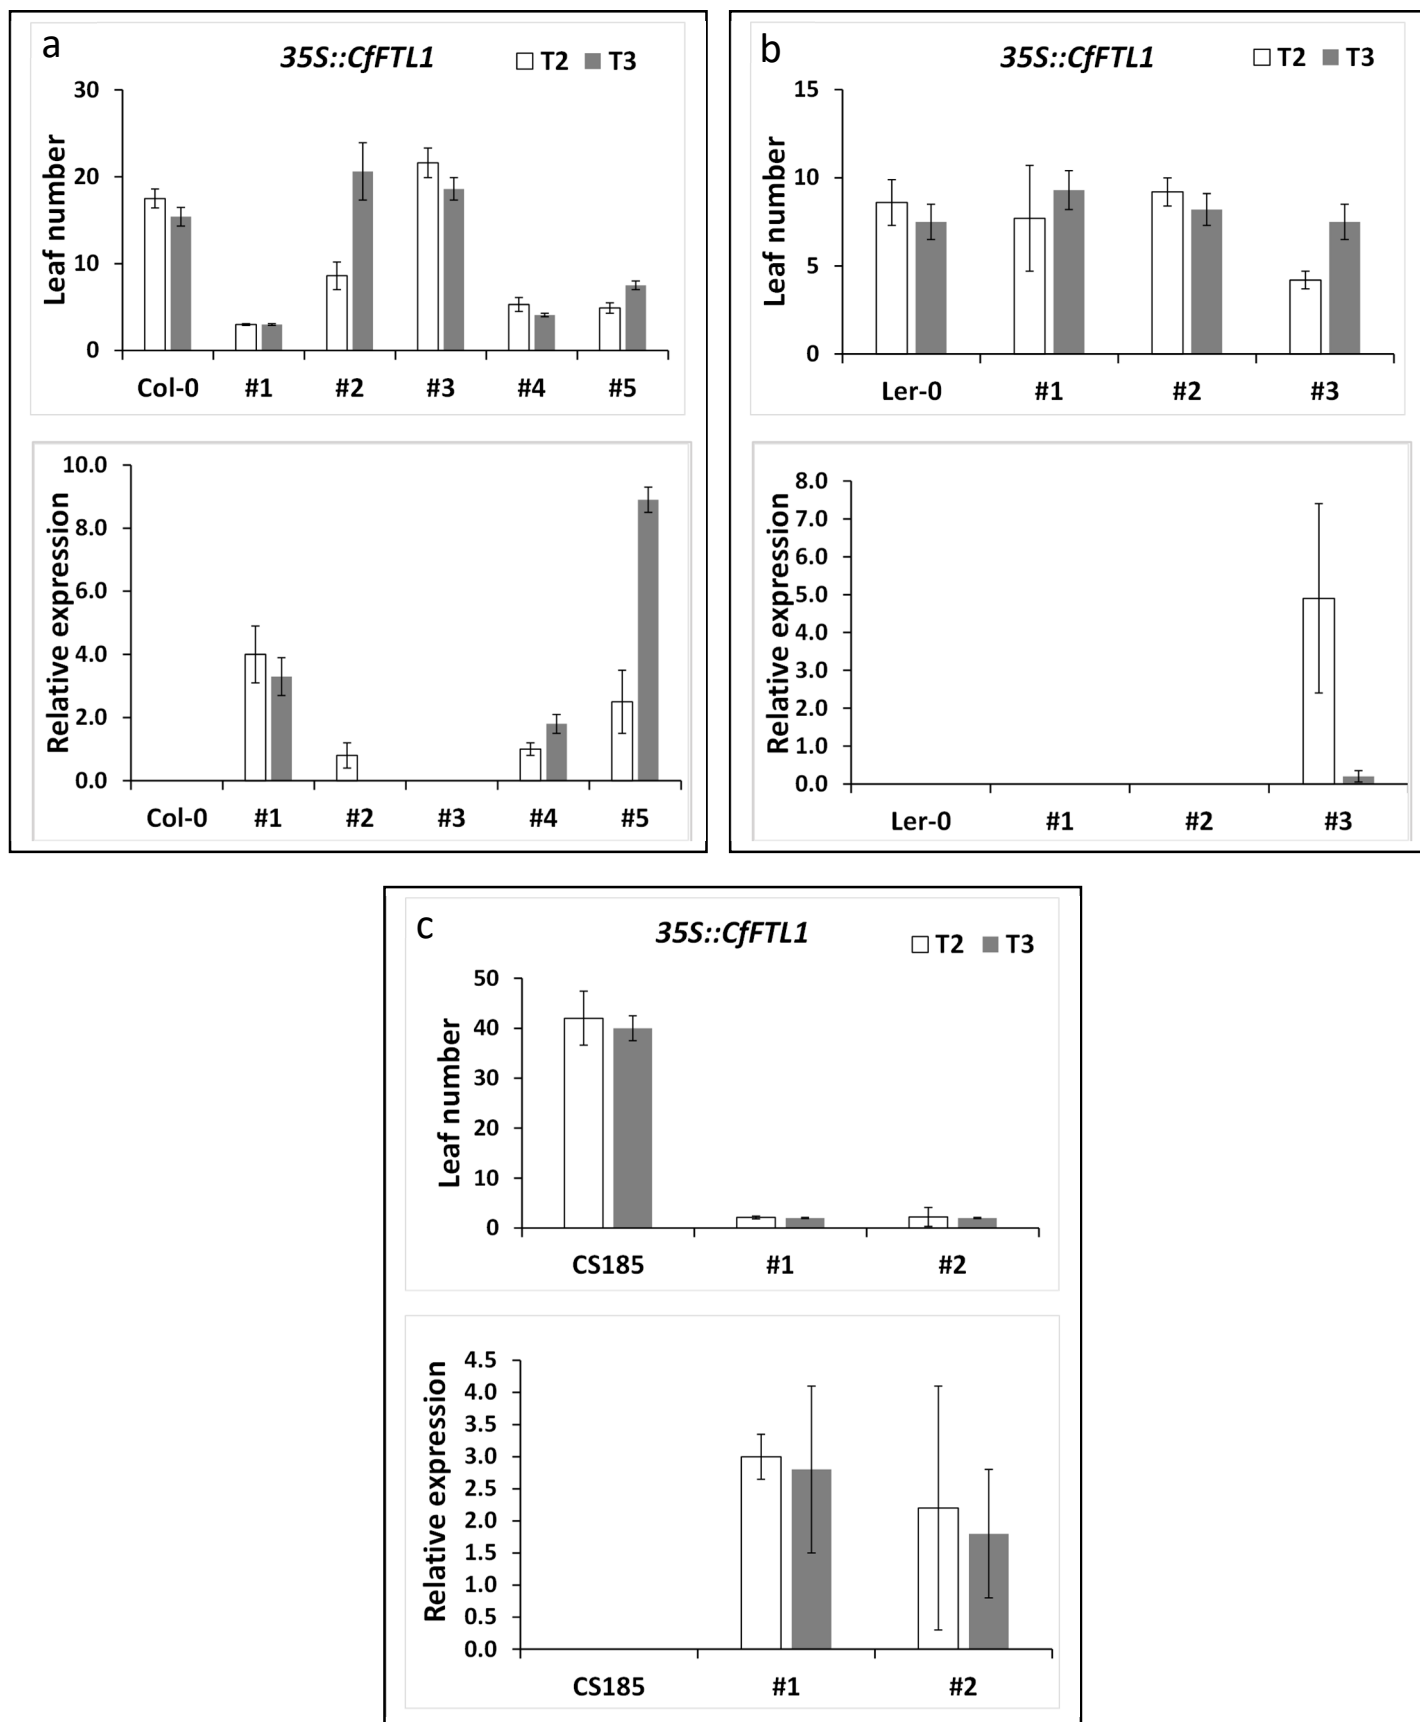 a
35S::CfFTL1
T2 T3
Leaf number
30
20
10
0
Col-0 #1 #2 #3 #4 #5
Relative expression
10.0
8.0
6.0
4.0
2.0
0.0
Col-0 #1 #2 #3 #4 #5
b
35S::CfFTL1
T2 T3
Leaf number
15
10
5
0
Ler-0 #1 #2 #3
Relative expression
8.0
7.0
6.0
5.0
4.0
3.0
2.0
1.0
0.0
Ler-0 #1 #2 #3
c
35S::CfFTL1
T2 T3
Leaf number
50
40
30
20
10
0
CS185 #1 #2
Relative expression
4.5
4.0
3.5
3.0
2.5
2.0
1.5
1.0
0.5
0.0
CS185 #1 #2